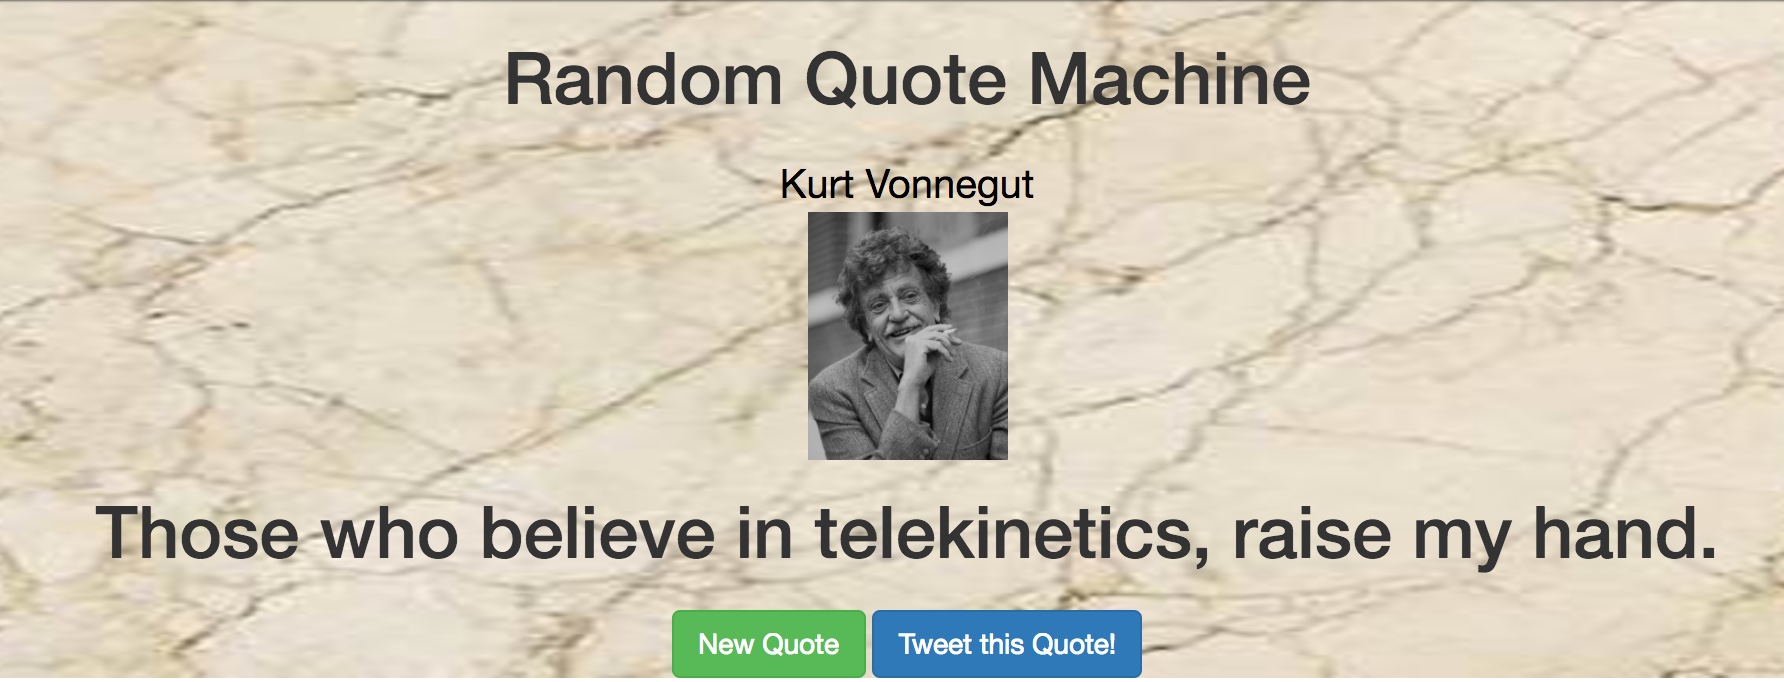 Random Quote Machine
Kurt Vonnegut
Those who believe in telekinetics, raise my hand.
New Quote Tweet this Quote!